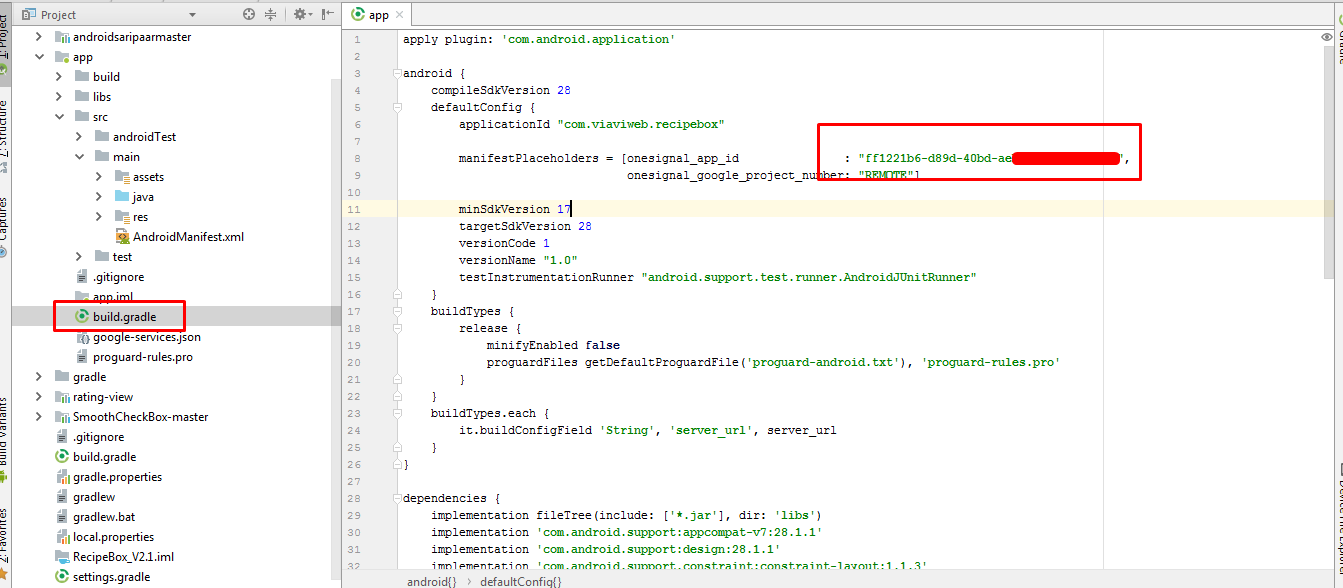 Project
app
androidsaripaarmaster
app
build
libs
src
androidTest
main
assets
java
res
AndroidManifest.xml
test
.gitignore
app.iml
build.gradle
google-services.json
proguard-rules.pro
gradle
rating-view
SmoothCheckBox-master
.gitignore
build.gradle
gradle.properties
gradlew
gradlew.bat
local.properties
RecipeBox_V2.1.iml
settings.gradle
1: Project
7: Structure
Captures
Build Variants
2: Favorites
1 apply plugin: 'com.android.application'
2
3 android {
4 compileSdkVersion 28
5 defaultConfig {
6 applicationId "com.viaviweb.recipebox"
7
8 manifestPlaceholders = [onesignal_app_id : "ff1221b6-d89d-40bd-ae ",
9 onesignal_google_project_number: "REMOTE"]
10
11 minSdkVersion 17
12 targetSdkVersion 28
13 versionCode 1
14 versionName "1.0"
15 testInstrumentationRunner "android.support.test.runner.AndroidJUnitRunner"
16 }
17 buildTypes {
18 release {
19 minifyEnabled false
20 proguardFiles getDefaultProguardFile('proguard-android.txt'), 'proguard-rules.pro'
21 }
22 }
23 buildTypes.each {
24 it.buildConfigField 'String', 'server_url', server_url
25 }
26 }
27
28 dependencies {
29 implementation fileTree(include: ['*.jar'], dir: 'libs')
30 implementation 'com.android.support:appcompat-v7:28.1.1'
31 implementation 'com.android.support:design:28.1.1'
32 implementation 'com.android.support.constraint:constraint-layout:1.1.3'
android{} › defaultConfig{}
Gradle